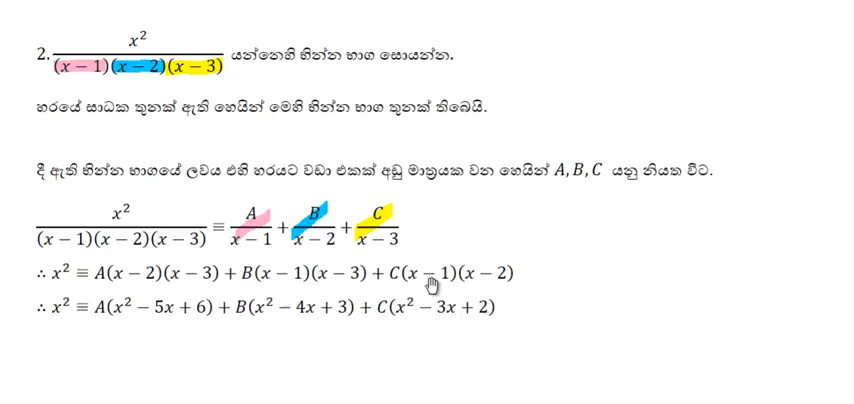 2. x²/((x − 1)(x − 2)(x − 3)) යන්නෙහි භින්න භාග සොයන්න.
හරයේ සාධක තුනක් ඇති හෙයින් මෙහි භින්න භාග තුනක් තිබෙයි.
දී ඇති භින්න භාගයේ ලවය එහි හරයට වඩා එකක් අඩු මාත්‍රයක වන හෙයින් A, B, C යනු නියත විට.
x²/((x − 1)(x − 2)(x − 3)) ≡ A/(x − 1) + B/(x − 2) + C/(x − 3)
∴ x² ≡ A(x − 2)(x − 3) + B(x − 1)(x − 3) + C(x − 1)(x − 2)
∴ x² ≡ A(x² − 5x + 6) + B(x² − 4x + 3) + C(x² − 3x + 2)